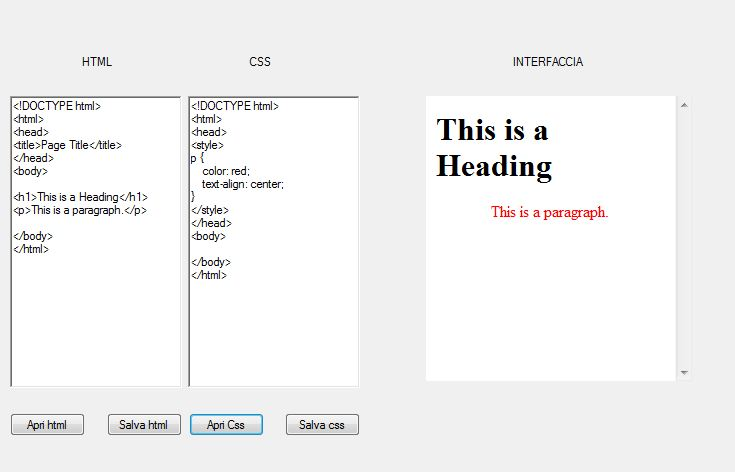 HTML
<!DOCTYPE html>
<html>
<head>
<title>Page Title</title>
</head>
<body>
<h1>This is a Heading</h1>
<p>This is a paragraph.</p>
</body>
</html>
CSS
<!DOCTYPE html>
<html>
<head>
<style>
p {
color: red;
text-align: center;
}
</style>
</head>
<body>
</body>
</html>
INTERFACCIA
This is a
Heading
This is a paragraph.
Apri html
Salva html
Apri Css
Salva css